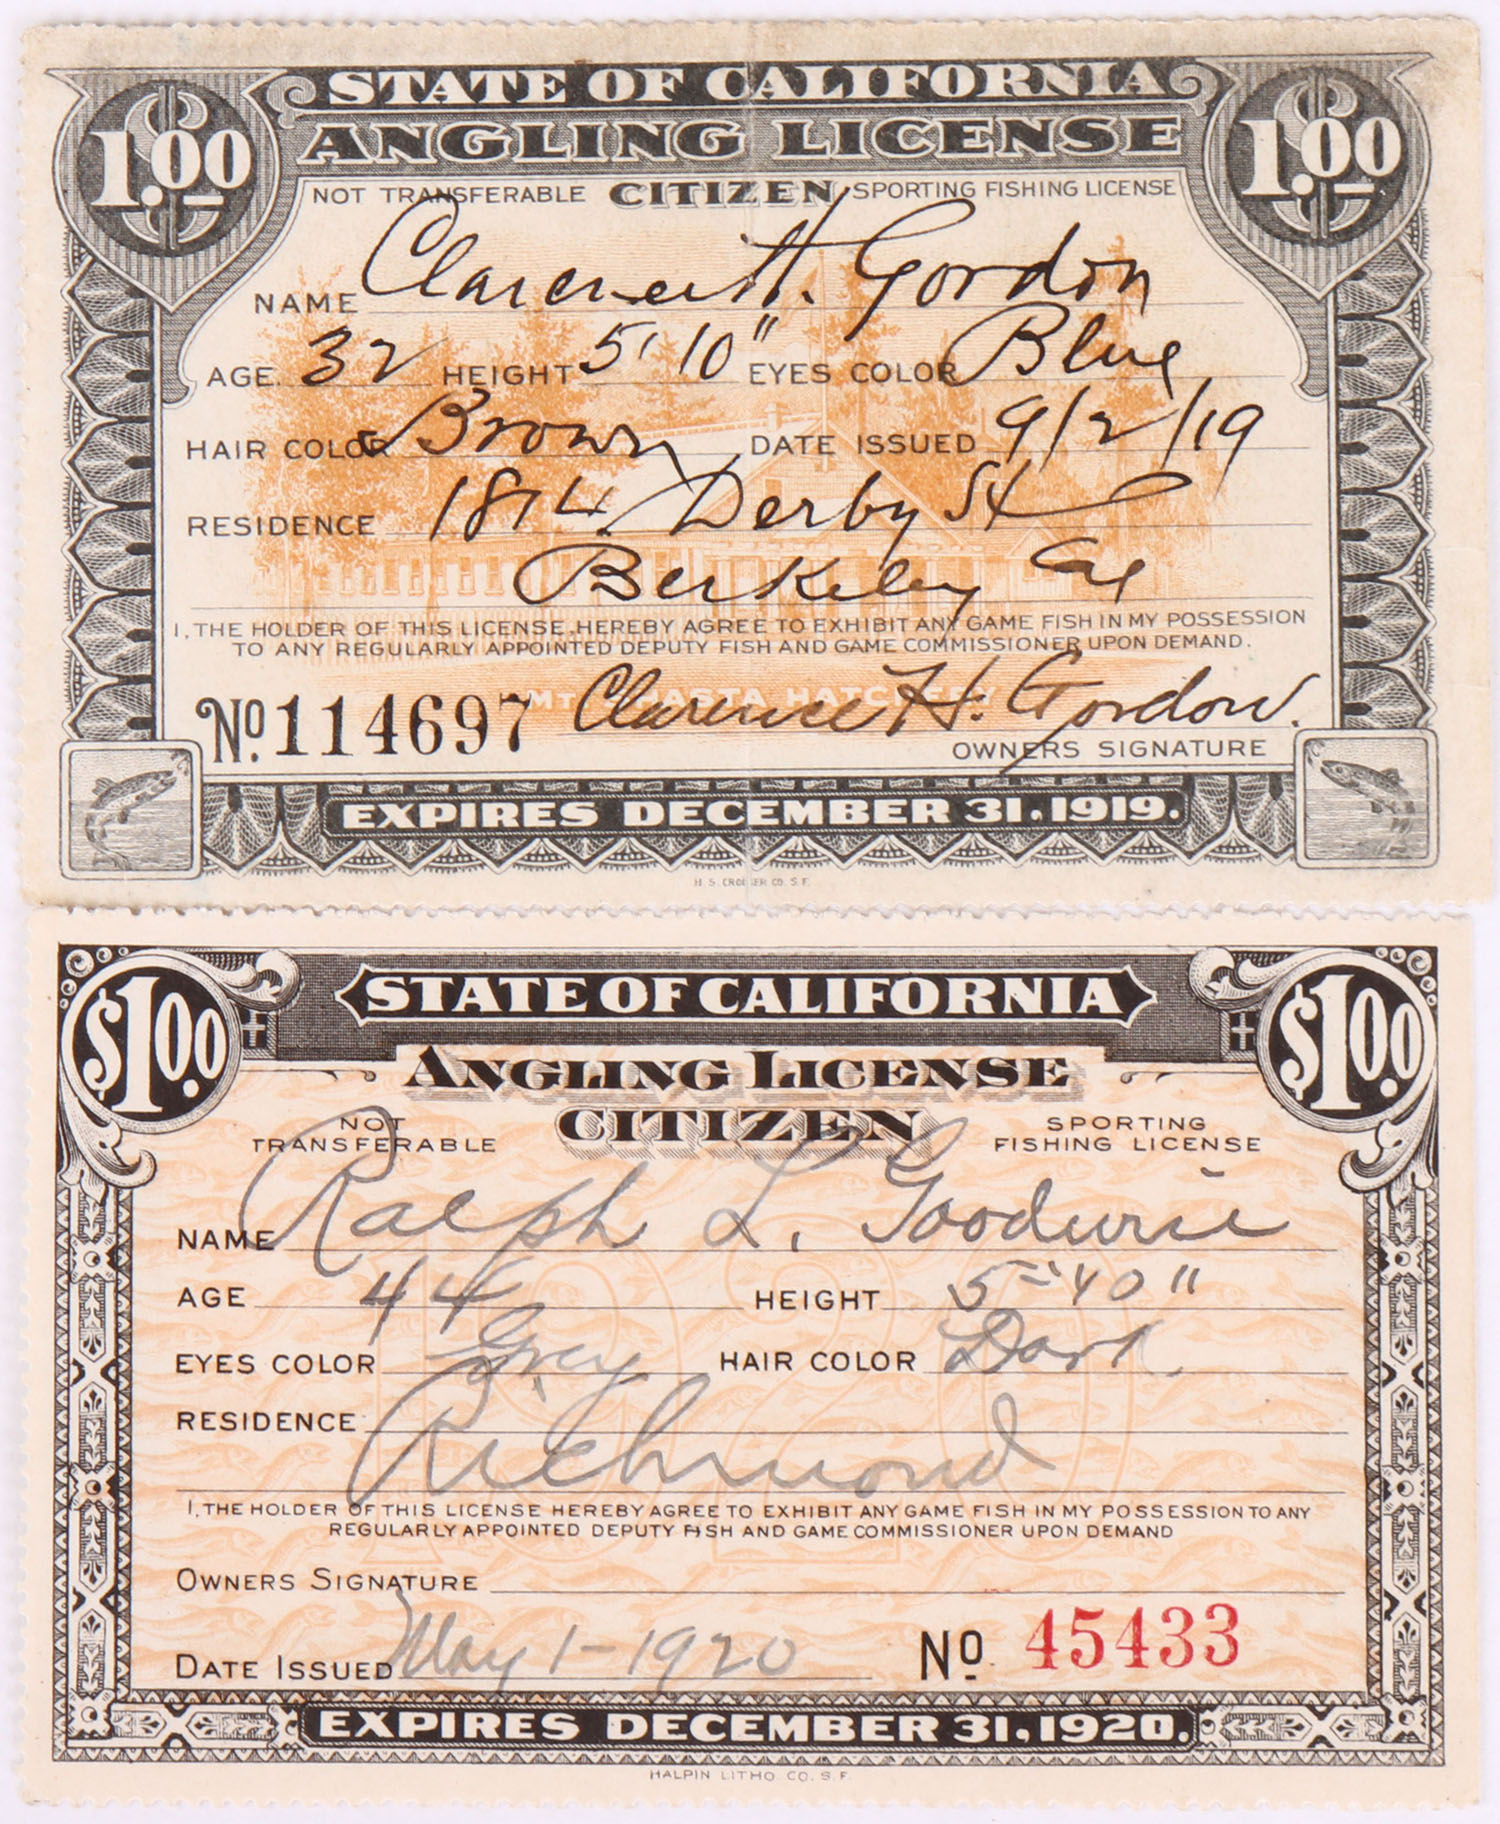 STATE OF CALIFORNIA
1.00 ANGLING LICENSE 1.00
NOT TRANSFERABLE CITIZEN SPORTING FISHING LICENSE
NAME Clarence H. Gordon
AGE 32 HEIGHT 5' 10" EYES COLOR Blue
HAIR COLOR Brown DATE ISSUED 9/2/19
RESIDENCE 1814 Derby St
Berkeley Cal
I, THE HOLDER OF THIS LICENSE, HEREBY AGREE TO EXHIBIT ANY GAME FISH IN MY POSSESSION
TO ANY REGULARLY APPOINTED DEPUTY FISH AND GAME COMMISSIONER UPON DEMAND.
MT. SHASTA HATCHERY
No. 114697 Clarence H. Gordon.
OWNERS SIGNATURE
EXPIRES DECEMBER 31. 1919.
H. S. CROCKER CO. S. F.
STATE OF CALIFORNIA
$1 00 ANGLING LICENSE $1 00
CITIZEN
NOT TRANSFERABLE
SPORTING FISHING LICENSE
NAME Ralph L. Goodwin
AGE 44 HEIGHT 5-10"
EYES COLOR Grey HAIR COLOR Dark
RESIDENCE Richmond
1920
I, THE HOLDER OF THIS LICENSE HEREBY AGREE TO EXHIBIT ANY GAME FISH IN MY POSSESSION TO ANY
REGULARLY APPOINTED DEPUTY FISH AND GAME COMMISSIONER UPON DEMAND
OWNERS SIGNATURE
DATE ISSUED May 1-1920 No. 45433
EXPIRES DECEMBER 31, 1920.
HALPIN LITHO. CO. S. F.